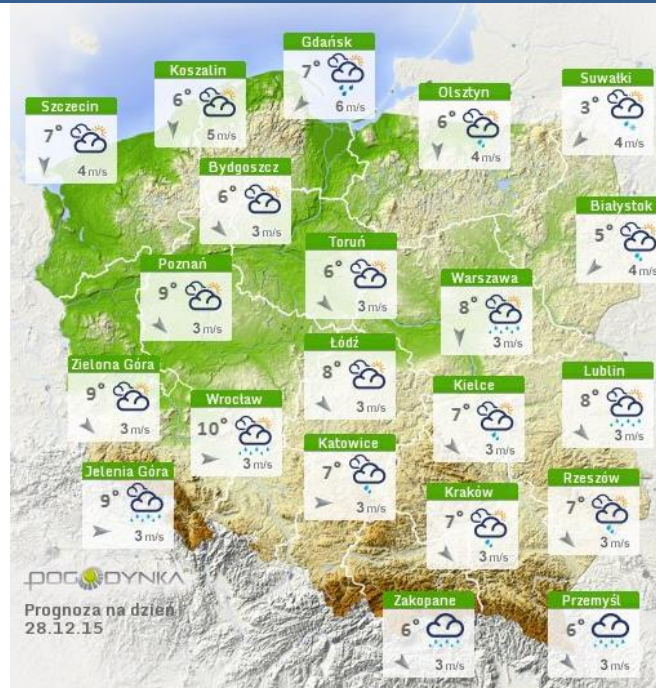 Gdańsk
7°
6 m/s
Koszalin
6°
5 m/s
Szczecin
7°
4 m/s
Olsztyn
6°
4 m/s
Suwałki
3°
4 m/s
Bydgoszcz
6°
3 m/s
Białystok
5°
4 m/s
Toruń
6°
3 m/s
Poznań
9°
3 m/s
Warszawa
8°
3 m/s
Łódź
8°
3 m/s
Zielona Góra
9°
3 m/s
Wrocław
10°
3 m/s
Kielce
7°
3 m/s
Lublin
8°
3 m/s
Katowice
7°
3 m/s
Jelenia Góra
9°
3 m/s
Kraków
7°
3 m/s
Rzeszów
7°
3 m/s
POGODYNKA
Prognoza na dzień
28.12.15
Zakopane
6°
3 m/s
Przemyśl
6°
3 m/s